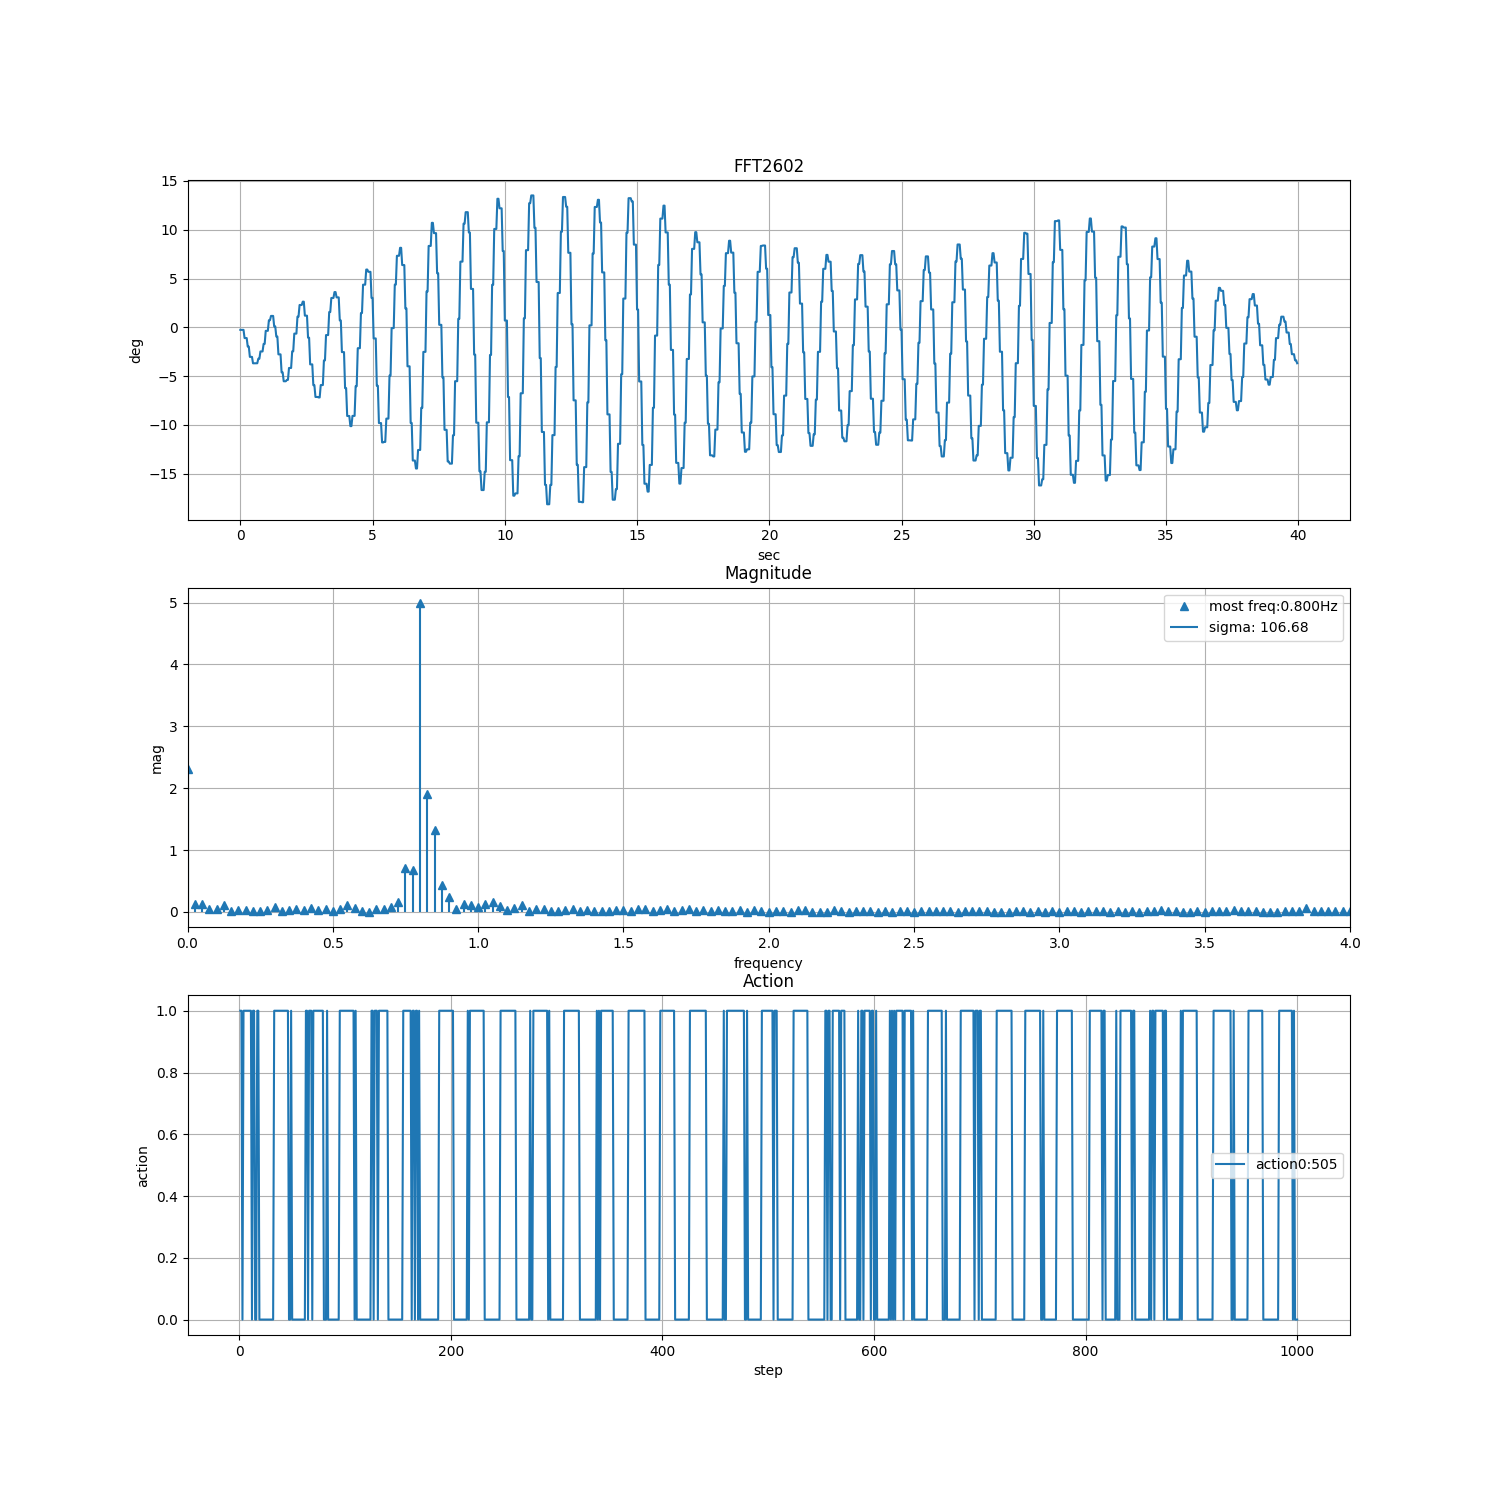 FFT2602
15
10
5
0
−5
−10
−15
deg
0 5 10 15 20 25 30 35 40
sec
Magnitude
5
4
3
2
1
0
mag
most freq:0.800Hz
sigma: 106.68
0.0 0.5 1.0 1.5 2.0 2.5 3.0 3.5 4.0
frequency
Action
1.0
0.8
0.6
0.4
0.2
0.0
action
action0:505
0 200 400 600 800 1000
step